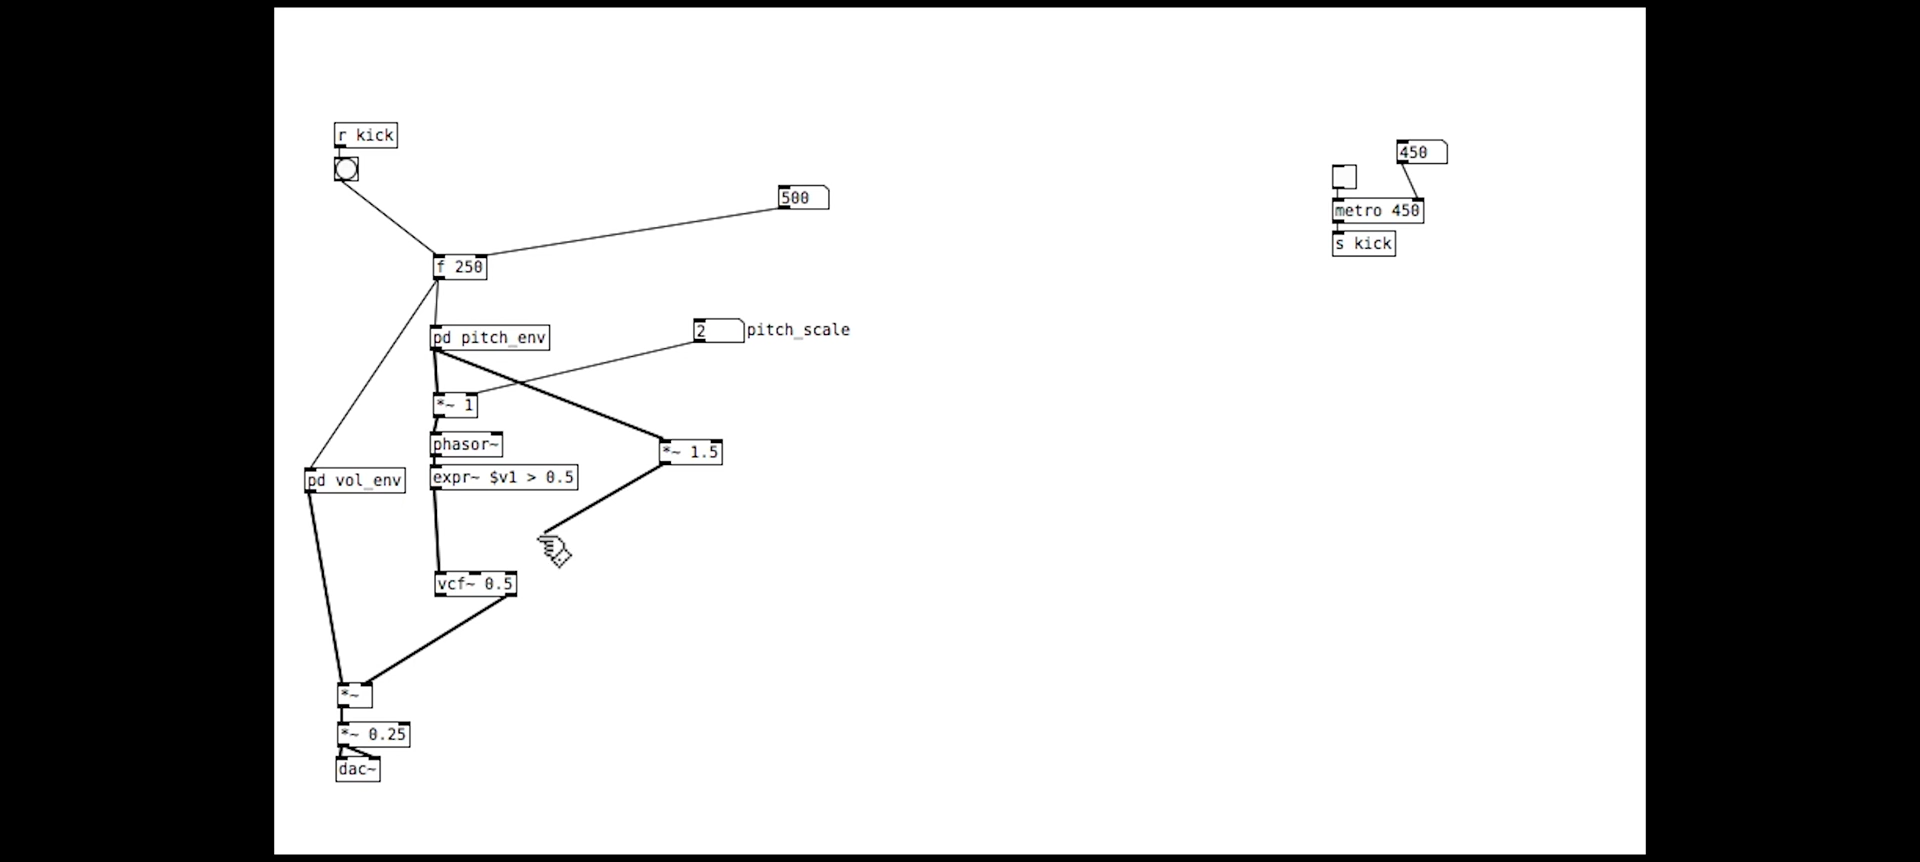 r kick
450
500
metro 450
s kick
f 250
pd pitch_env
2 pitch_scale
*~ 1
phasor~
*~ 1.5
pd vol_env
expr~ $v1 > 0.5
vcf~ 0.5
*~
*~ 0.25
dac~